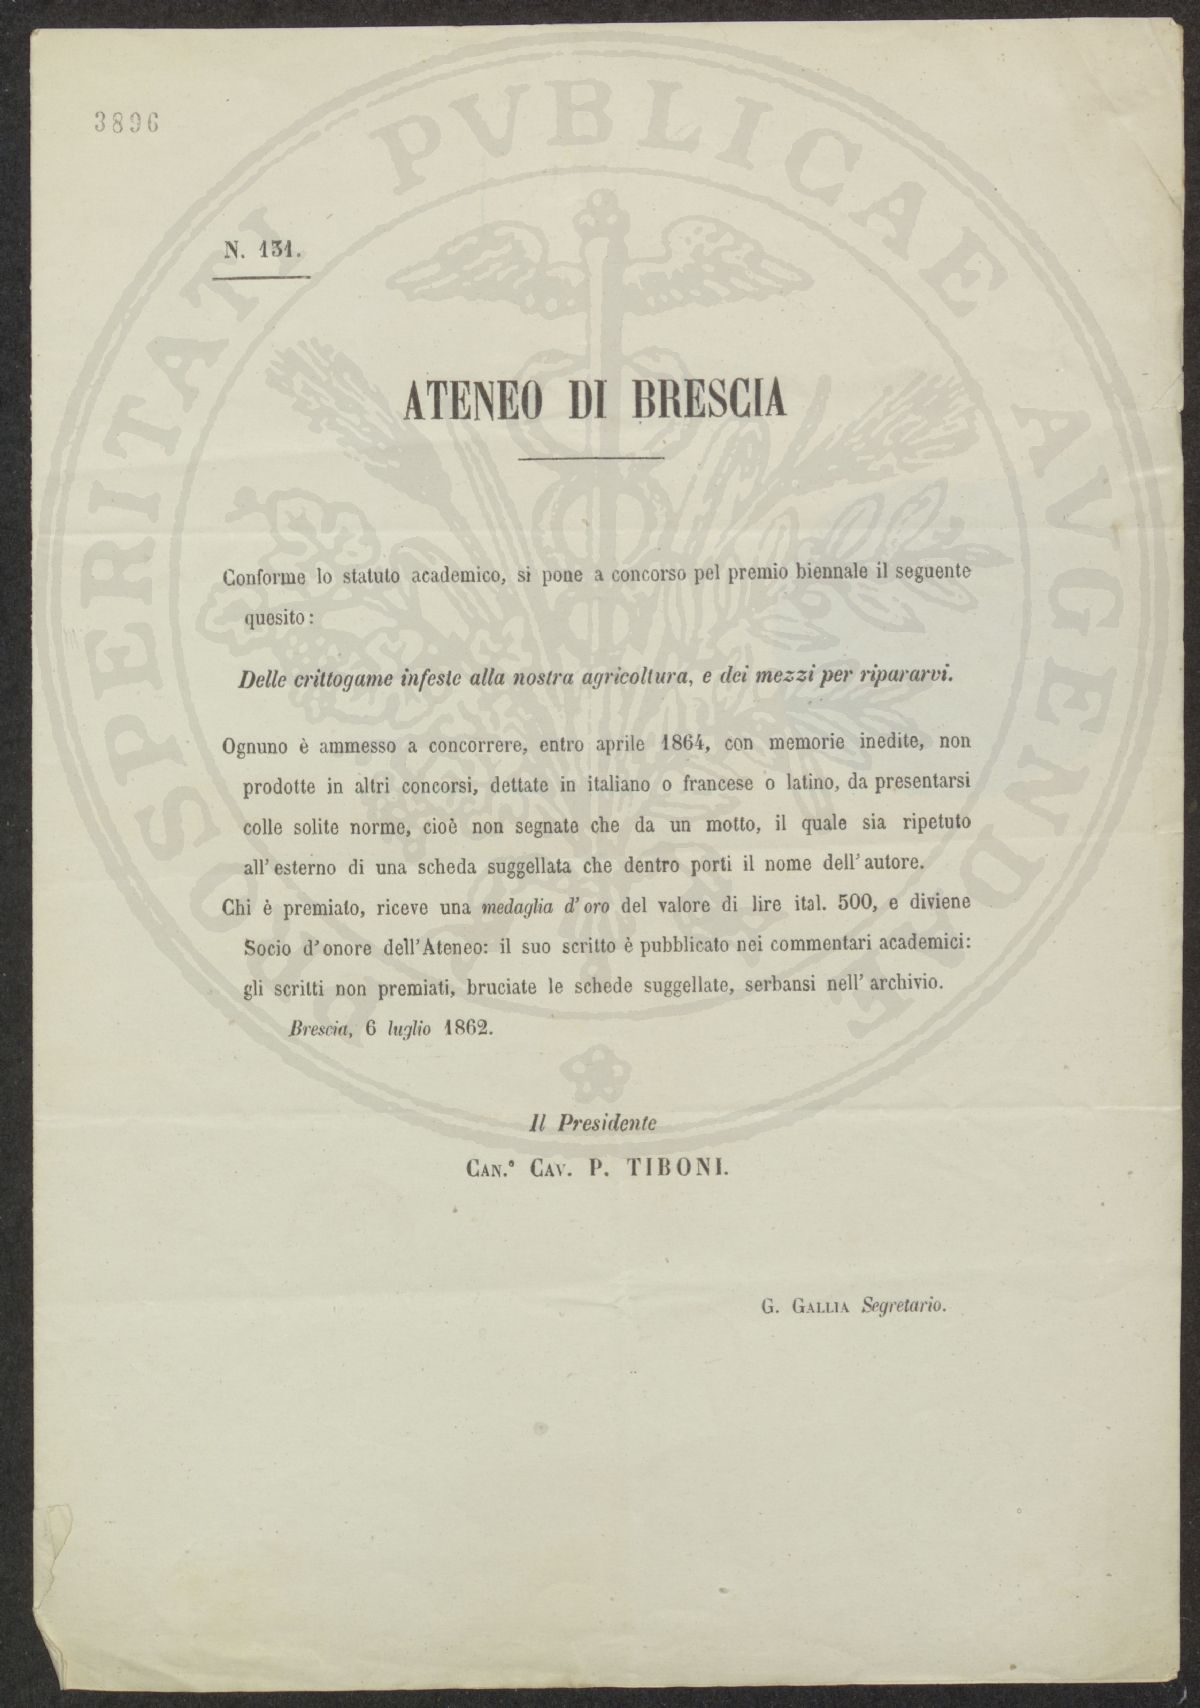 3896
N. 131.
ATENEO DI BRESCIA
Conforme lo statuto academico, si pone a concorso pel premio biennale il seguente
quesito:
Delle crittogame infeste alla nostra agricoltura, e dei mezzi per ripararvi.
Ognuno è ammesso a concorrere, entro aprile 1864, con memorie inedite, non
prodotte in altri concorsi, dettate in italiano o francese o latino, da presentarsi
colle solite norme, cioè non segnate che da un motto, il quale sia ripetuto
all' esterno di una scheda suggellata che dentro porti il nome dell' autore.
Chi è premiato, riceve una medaglia d' oro del valore di lire ital. 500, e diviene
Socio d' onore dell' Ateneo: il suo scritto è pubblicato nei commentari academici:
gli scritti non premiati, bruciate le schede suggellate, serbansi nell' archivio.
Brescia, 6 luglio 1862.
Il Presidente
CAN.° CAV. P. TIBONI.
G. GALLIA Segretario.
PROSPERITATI PVBLICAE AVGENDAE